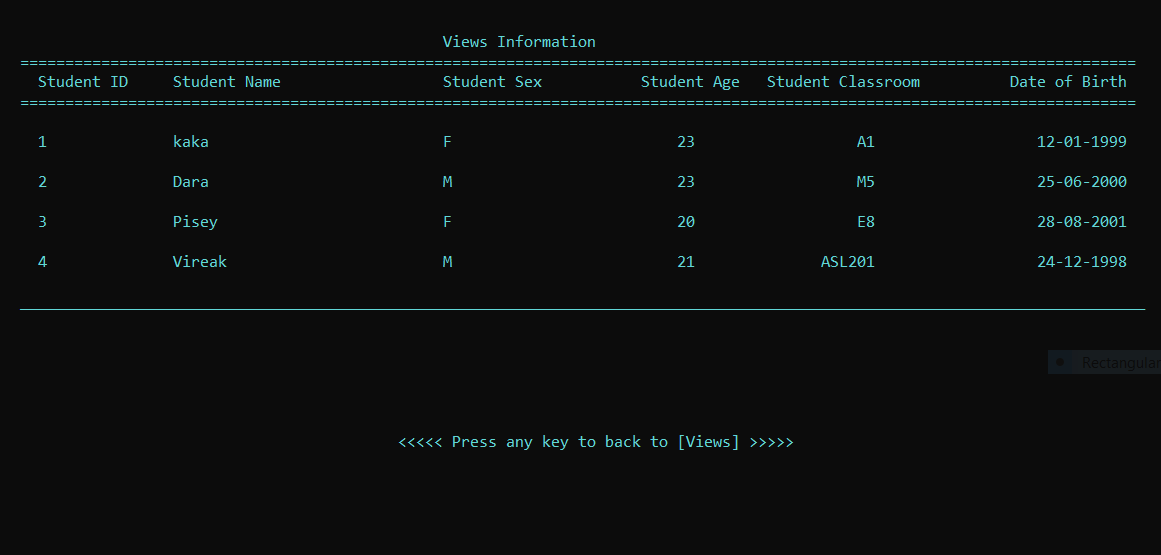 Views Information
============================================================================================================================
Student ID     Student Name                  Student Sex           Student Age   Student Classroom          Date of Birth
============================================================================================================================
1              kaka                          F                         23                  A1                  12-01-1999
2              Dara                          M                         23                  M5                  25-06-2000
3              Pisey                         F                         20                  E8                  28-08-2001
4              Vireak                        M                         21              ASL201                  24-12-1998
Rectangular
<<<<< Press any key to back to [Views] >>>>>